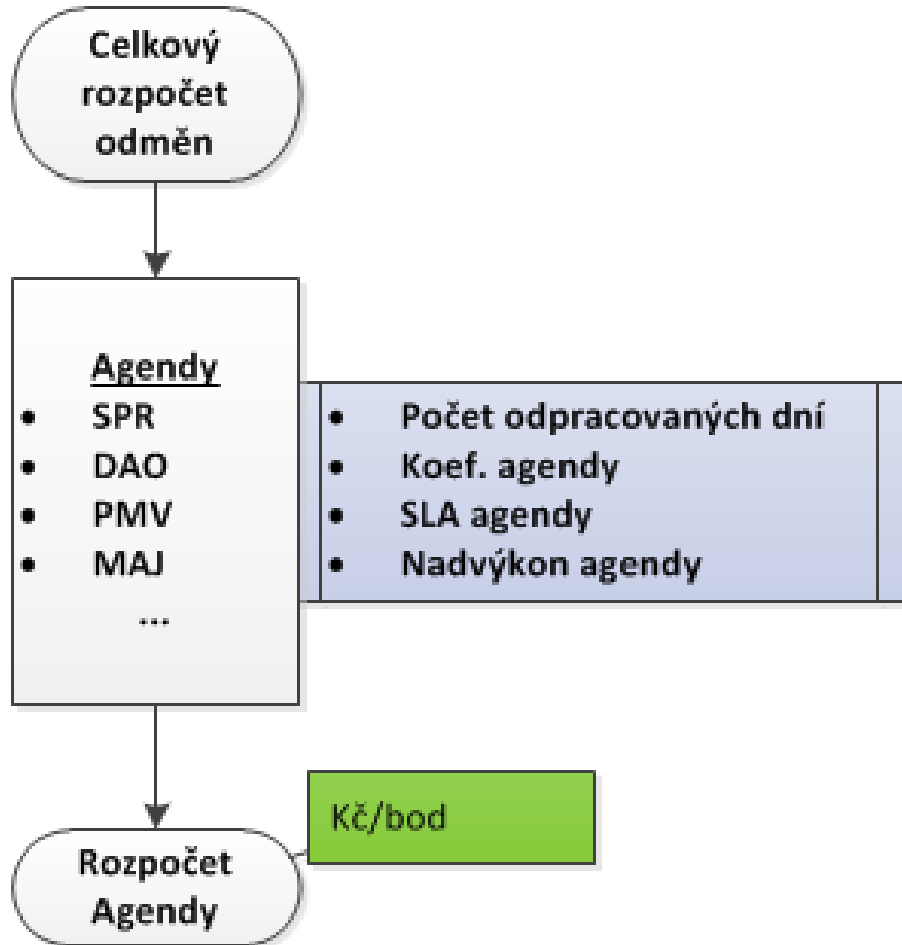 Celkový
rozpočet
odměn
Agendy
• SPR
• DAO
• PMV
• MAJ
...
• Počet odpracovaných dní
• Koef. agendy
• SLA agendy
• Nadvýkon agendy
Kč/bod
Rozpočet
Agendy